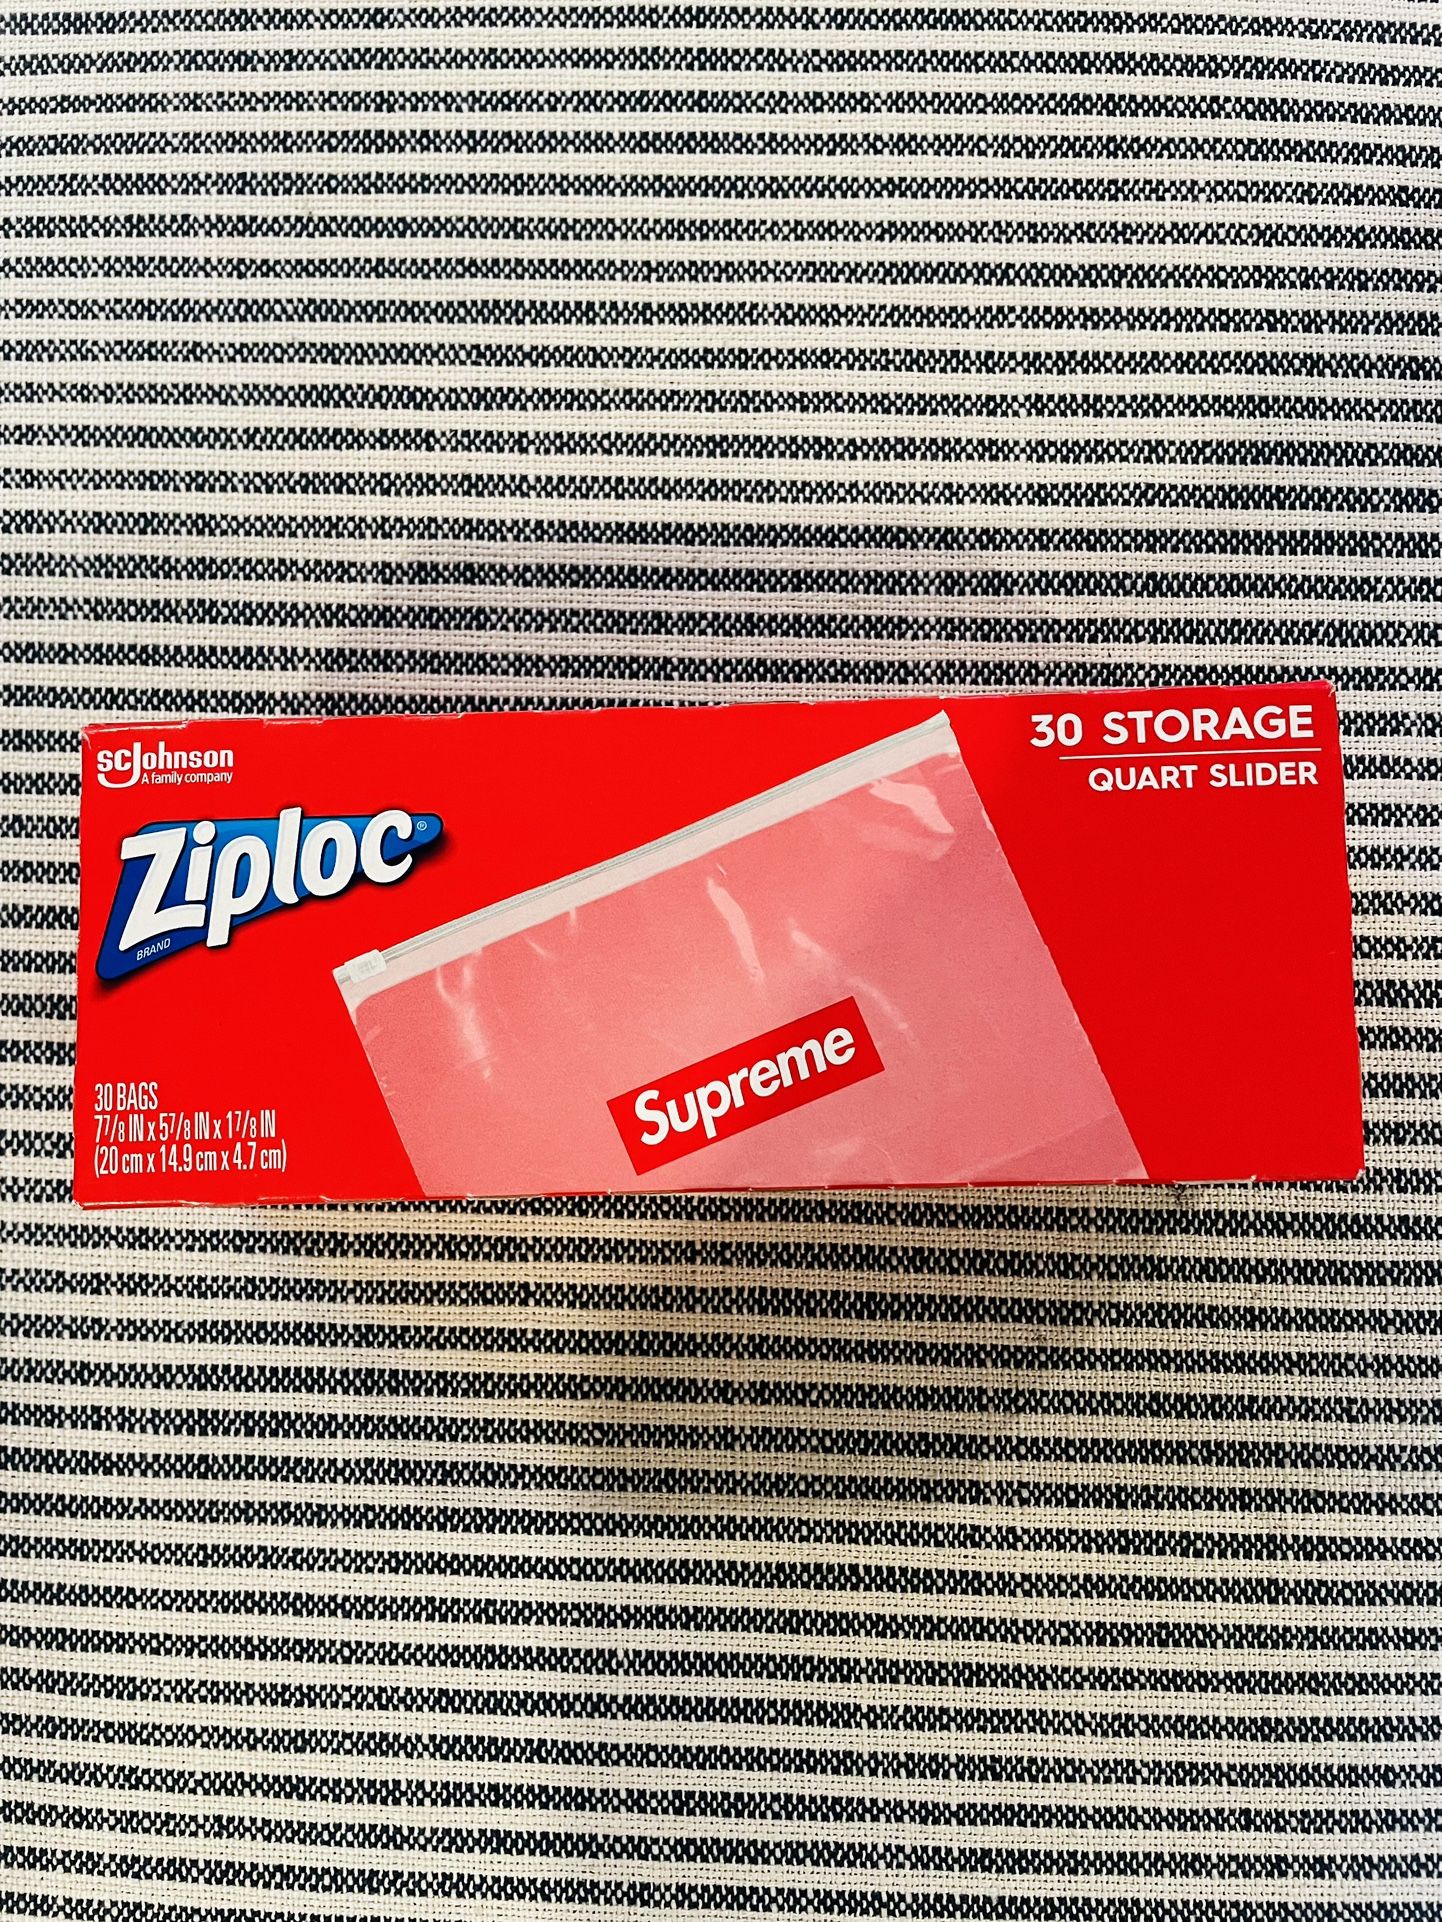 scJohnson
A family company
Ziploc®
BRAND
30 STORAGE
QUART SLIDER
Supreme
30 BAGS
7⁷/₈ IN x 5⁷/₈ IN x 1⁷/₈ IN
(20 cm x 14.9 cm x 4.7 cm)